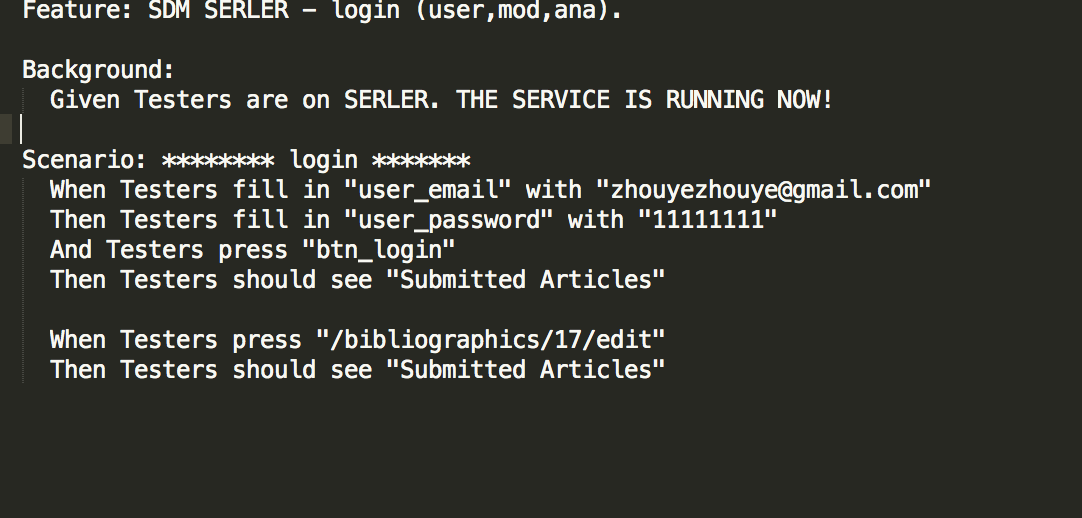 Feature: SDM SERLER - login (user,mod,ana).
Background:
Given Testers are on SERLER. THE SERVICE IS RUNNING NOW!
Scenario: ******** login *******
When Testers fill in "user_email" with "zhouyezhouye@gmail.com"
Then Testers fill in "user_password" with "11111111"
And Testers press "btn_login"
Then Testers should see "Submitted Articles"
When Testers press "/bibliographics/17/edit"
Then Testers should see "Submitted Articles"